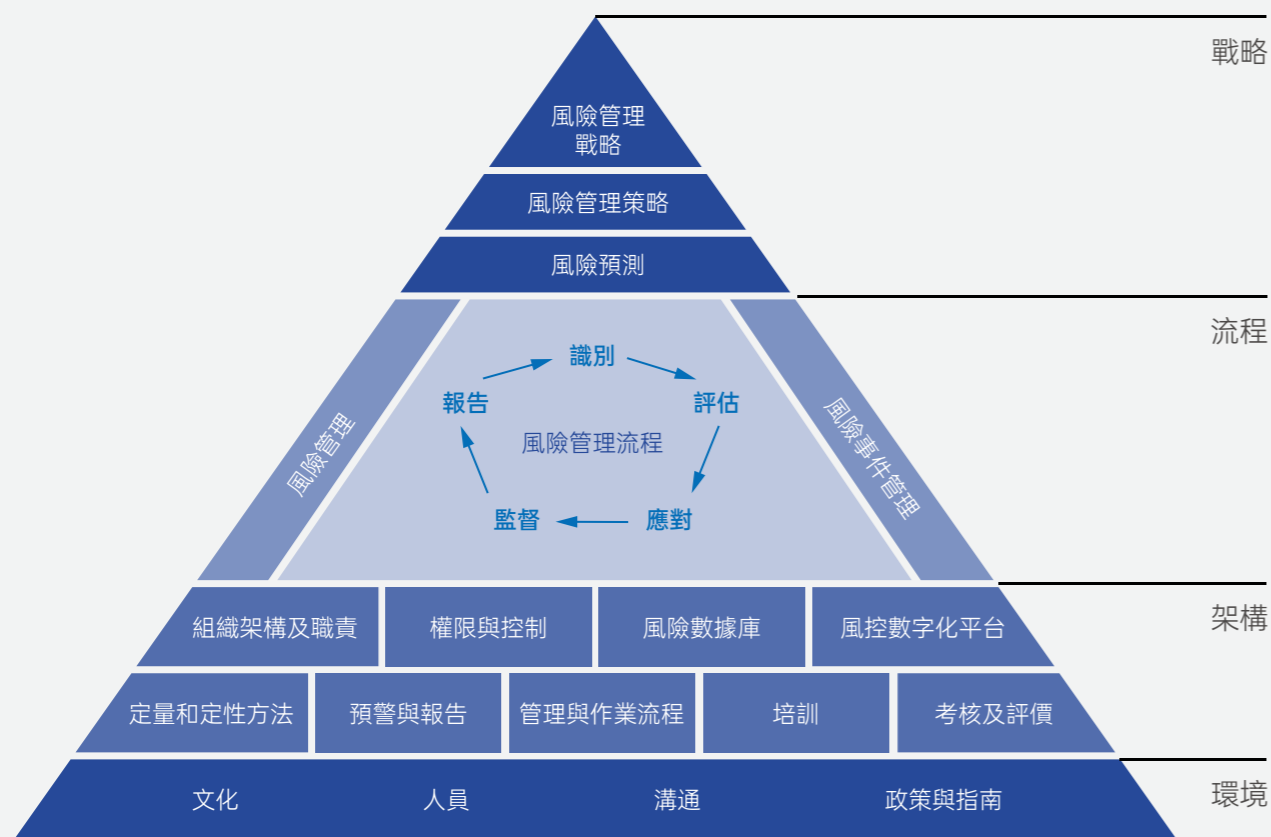 戰略
風險管理
戰略
風險管理策略
風險預測
流程
識別
報告
評估
風險管理
風險管理流程
風險事件管理
監督
應對
架構
組織架構及職責
權限與控制
風險數據庫
風控數字化平台
定量和定性方法
預警與報告
管理與作業流程
培訓
考核及評價
環境
文化
人員
溝通
政策與指南